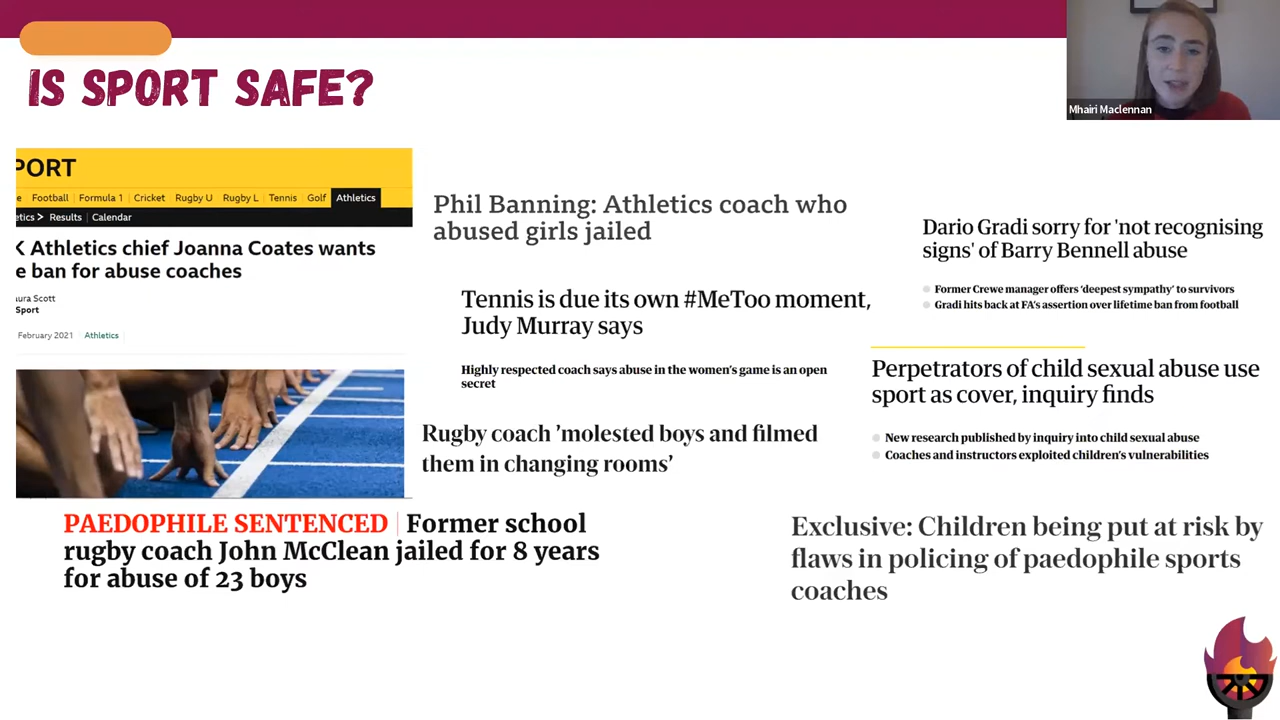 IS SPORT SAFE?
Mhairi Maclennan
PORT
e Football Formula 1 Cricket Rugby U Rugby L Tennis Golf Athletics
etics > Results Calendar
K Athletics chief Joanna Coates wants
e ban for abuse coaches
aura Scott
Sport
February 2021 Athletics
Phil Banning: Athletics coach who
abused girls jailed
Tennis is due its own #MeToo moment,
Judy Murray says
Highly respected coach says abuse in the women's game is an open
secret
Rugby coach 'molested boys and filmed
them in changing rooms'
PAEDOPHILE SENTENCED | Former school
rugby coach John McClean jailed for 8 years
for abuse of 23 boys
Dario Gradi sorry for 'not recognising
signs' of Barry Bennell abuse
Former Crewe manager offers 'deepest sympathy' to survivors
Gradi hits back at FA's assertion over lifetime ban from football
Perpetrators of child sexual abuse use
sport as cover, inquiry finds
New research published by inquiry into child sexual abuse
Coaches and instructors exploited children's vulnerabilities
Exclusive: Children being put at risk by
flaws in policing of paedophile sports
coaches